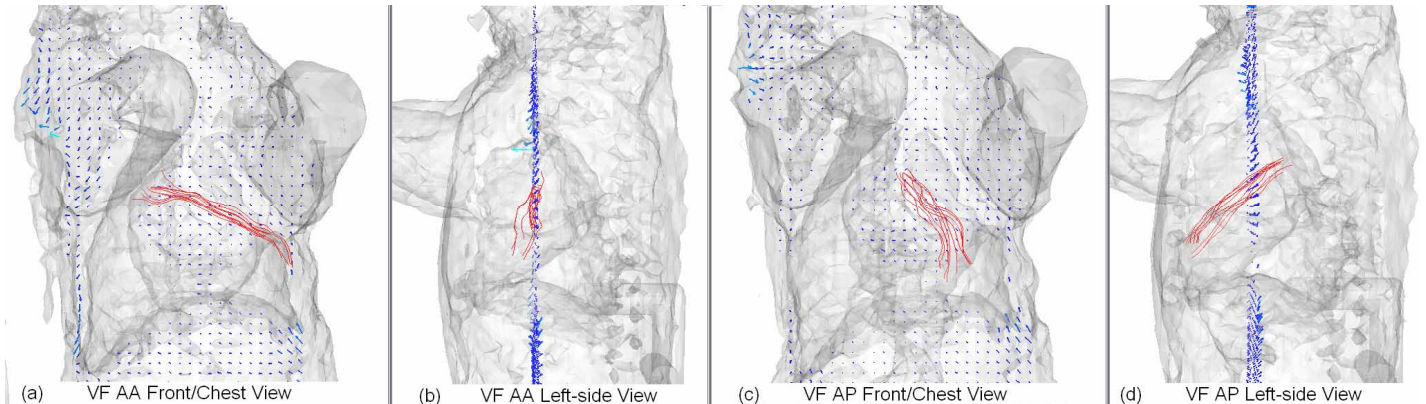 (a) VF AA Front/Chest View
(b) VF AA Left-side View
(c) VF AP Front/Chest View
(d) VF AP Left-side View